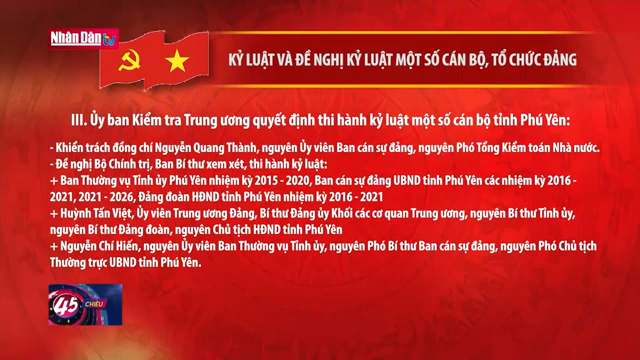 Nhân Dân tv
KỶ LUẬT VÀ ĐỀ NGHỊ KỶ LUẬT MỘT SỐ CÁN BỘ, TỔ CHỨC ĐẢNG
III. Ủy ban Kiểm tra Trung ương quyết định thi hành kỷ luật một số cán bộ tỉnh Phú Yên:
- Khiển trách đồng chí Nguyễn Quang Thành, nguyên Ủy viên Ban cán sự đảng, nguyên Phó Tổng Kiểm toán Nhà nước.
- Đề nghị Bộ Chính trị, Ban Bí thư xem xét, thi hành kỷ luật:
+ Ban Thường vụ Tỉnh ủy Phú Yên nhiệm kỳ 2015 - 2020, Ban cán sự đảng UBND tỉnh Phú Yên các nhiệm kỳ 2016 -
2021, 2021 - 2026, Đảng đoàn HĐND tỉnh Phú Yên nhiệm kỳ 2016 - 2021
+ Huỳnh Tấn Việt, Ủy viên Trung ương Đảng, Bí thư Đảng ủy Khối các cơ quan Trung ương, nguyên Bí thư Tỉnh ủy,
nguyên Bí thư Đảng đoàn, nguyên Chủ tịch HĐND tỉnh Phú Yên
+ Nguyễn Chí Hiến, nguyên Ủy viên Ban Thường vụ Tỉnh ủy, nguyên Phó Bí thư Ban cán sự đảng, nguyên Phó Chủ tịch
Thường trực UBND tỉnh Phú Yên.
45 CHIỀU